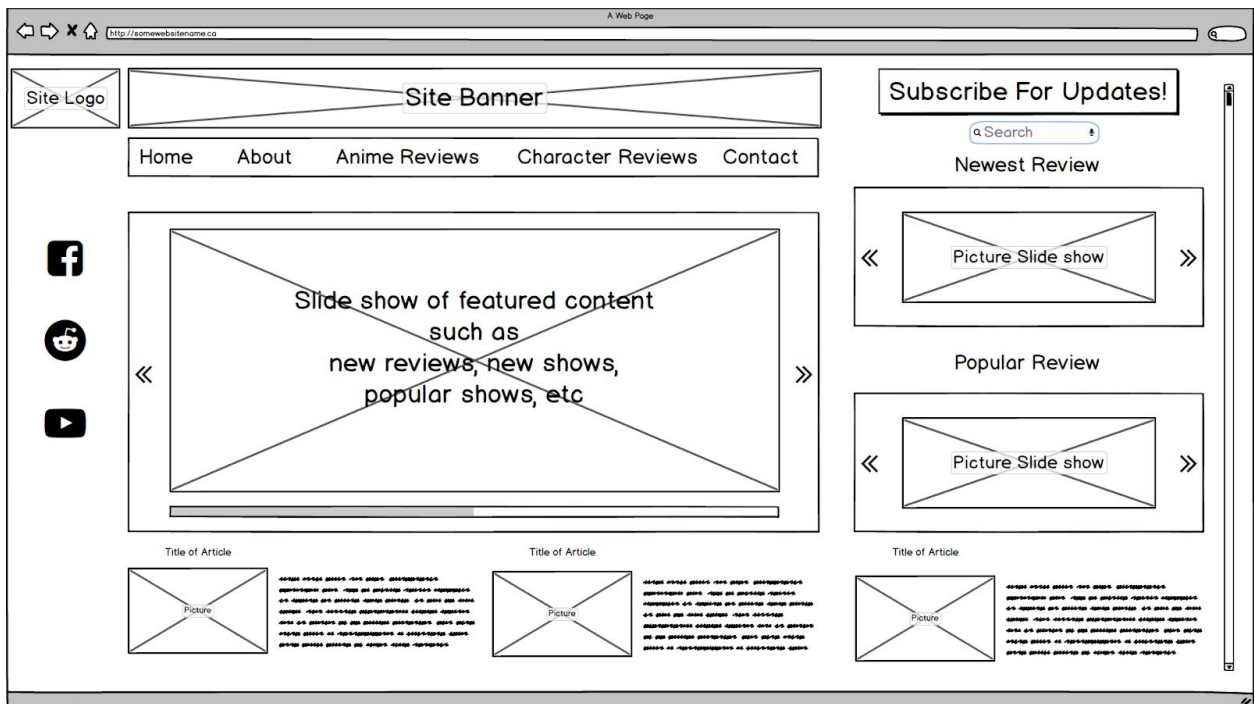 A Web Page
http://somewebsitename.ca
Site Logo
Site Banner
Subscribe For Updates!
Search
Home About Anime Reviews Character Reviews Contact
Newest Review
Picture Slide show
Slide show of featured content
such as
new reviews, new shows,
popular shows, etc
Popular Review
Picture Slide show
Title of Article
Picture
Title of Article
Picture
Title of Article
Picture